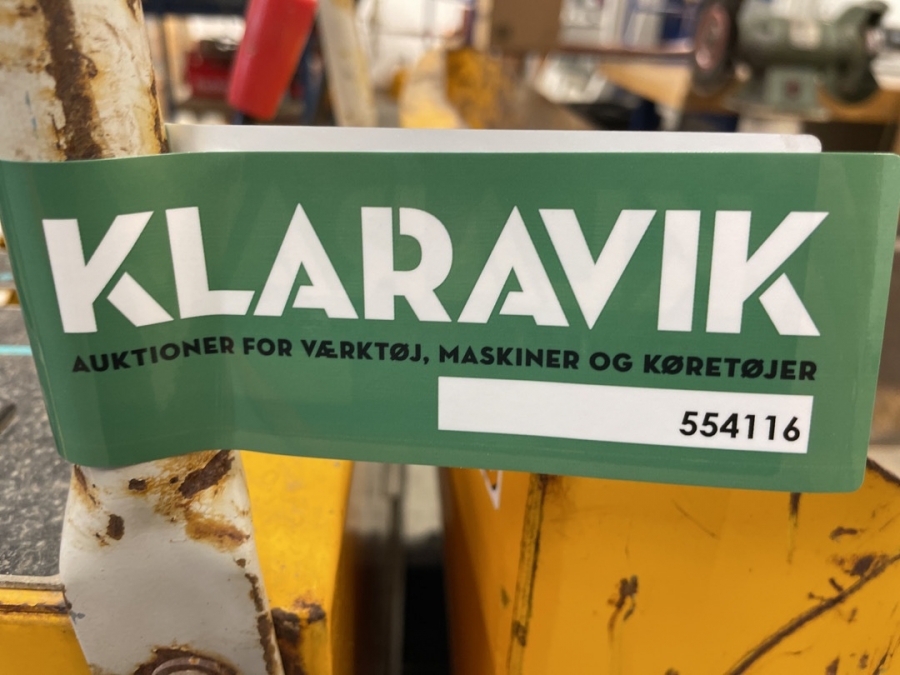 KLARAVIK
AUKTIONER FOR VÆRKTØJ, MASKINER OG KØRETØJER
554116